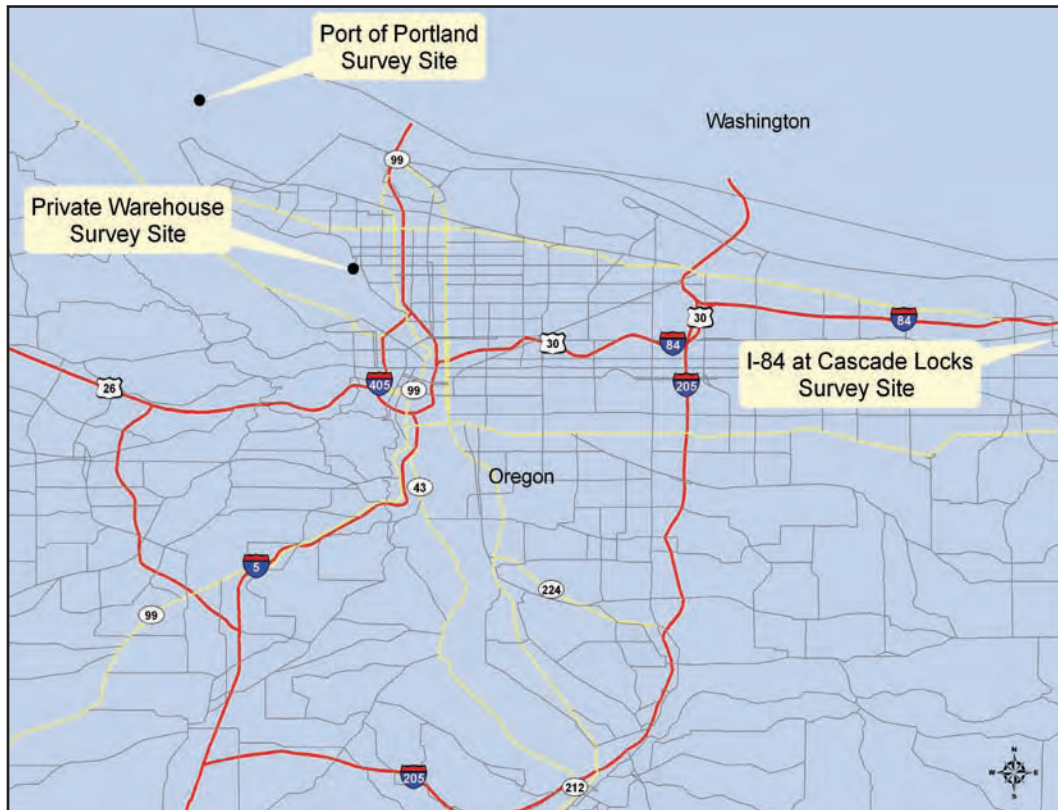 Port of Portland
Survey Site
Washington
99
Private Warehouse
Survey Site
30
84
30
84
I-84 at Cascade Locks
Survey Site
26
405
99
205
Oregon
43
5
224
99
N
W
E
S
205
212